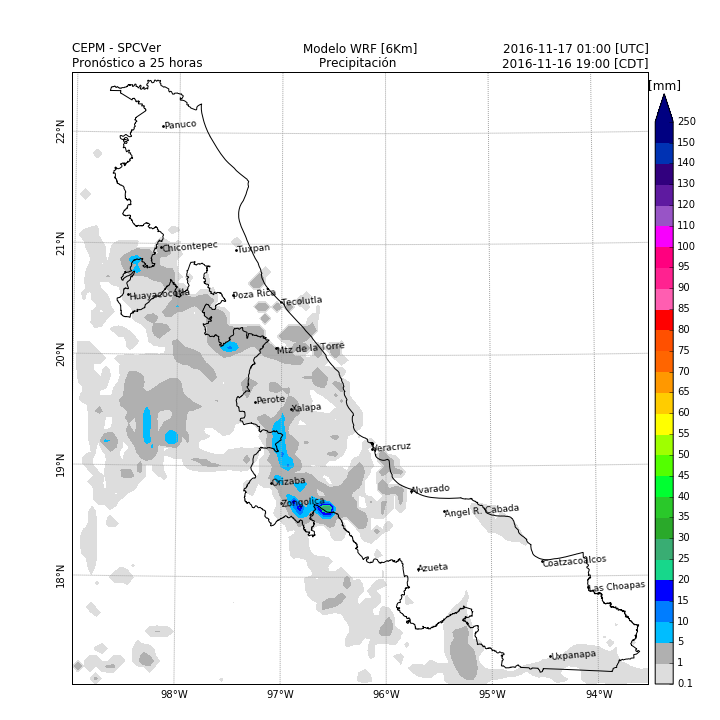 CEPM - SPCVer
Modelo WRF [6Km]
2016-11-17 01:00 [UTC]
Pronóstico a 25 horas
Precipitación
2016-11-16 19:00 [CDT]
[mm]
250
150
140
130
120
110
100
95
90
85
80
75
70
65
60
55
50
45
40
35
30
25
20
15
10
5
1
0.1
22°N
21°N
20°N
19°N
18°N
98°W
97°W
96°W
95°W
94°W
Panuco
Chicontepec
Tuxpan
Huayacocotla
Poza Rica
Tecolutla
Mtz de la Torre
Perote
Xalapa
Veracruz
Orizaba
Alvarado
Zongolica
Angel R. Cabada
Azueta
Coatzacoalcos
Las Choapas
Uxpanapa